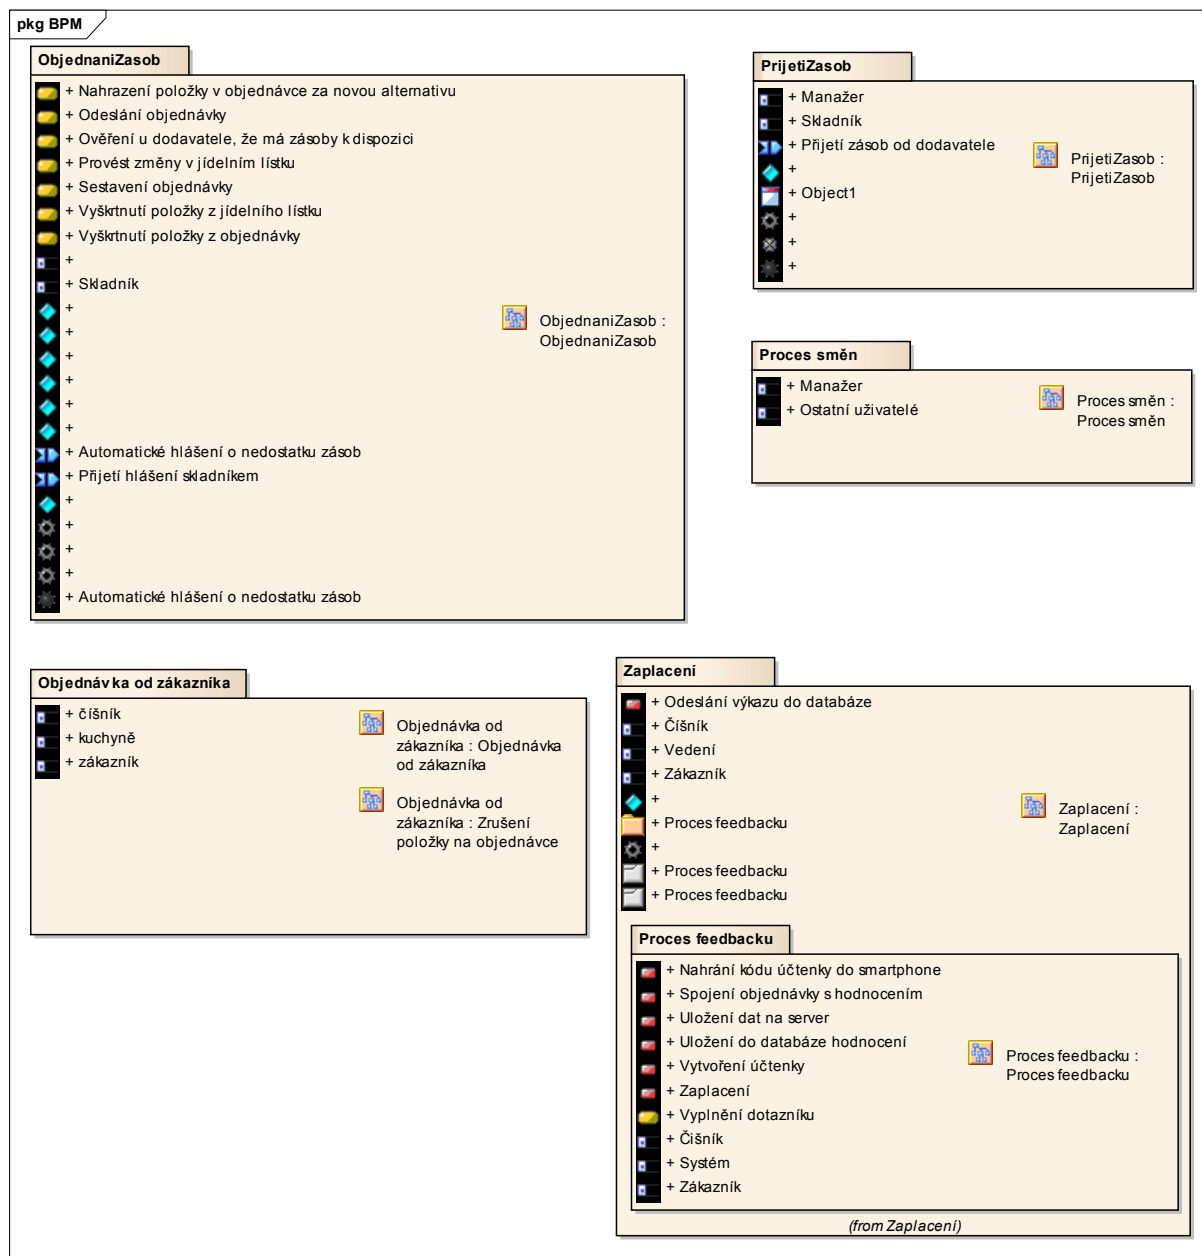 pkg BPM
ObjednaniZasob
+ Nahrazení položky v objednávce za novou alternativu
+ Odeslání objednávky
+ Ověření u dodavatele, že má zásoby k dispozici
+ Provést změny v jídelním lístku
+ Sestavení objednávky
+ Vyškrtnutí položky z jídelního lístku
+ Vyškrtnutí položky z objednávky
+
+ Skladník
+
+
+
+
+
+
+ Automatické hlášení o nedostatku zásob
+ Přijetí hlášení skladníkem
+
+
+
+
+ Automatické hlášení o nedostatku zásob
ObjednaniZasob :
ObjednaniZasob
PrijetiZasob
+ Manažer
+ Skladník
+ Přijetí zásob od dodavatele
+
+ Object1
+
+
+
PrijetiZasob :
PrijetiZasob
Proces směn
+ Manažer
+ Ostatní uživatelé
Proces směn :
Proces směn
Objednávka od zákazníka
+ číšník
+ kuchyně
+ zákazník
Objednávka od
zákazníka : Objednávka
od zákazníka
Objednávka od
zákazníka : Zrušení
položky na objednávce
Zaplacení
+ Odeslání výkazu do databáze
+ Číšník
+ Vedení
+ Zákazník
+
+ Proces feedbacku
+
+ Proces feedbacku
+ Proces feedbacku
Zaplacení :
Zaplacení
Proces feedbacku
+ Nahrání kódu účtenky do smartphone
+ Spojení objednávky s hodnocením
+ Uložení dat na server
+ Uložení do databáze hodnocení
+ Vytvoření účtenky
+ Zaplacení
+ Vyplnění dotazníku
+ Čišník
+ Systém
+ Zákazník
Proces feedbacku :
Proces feedbacku
(from Zaplacení)